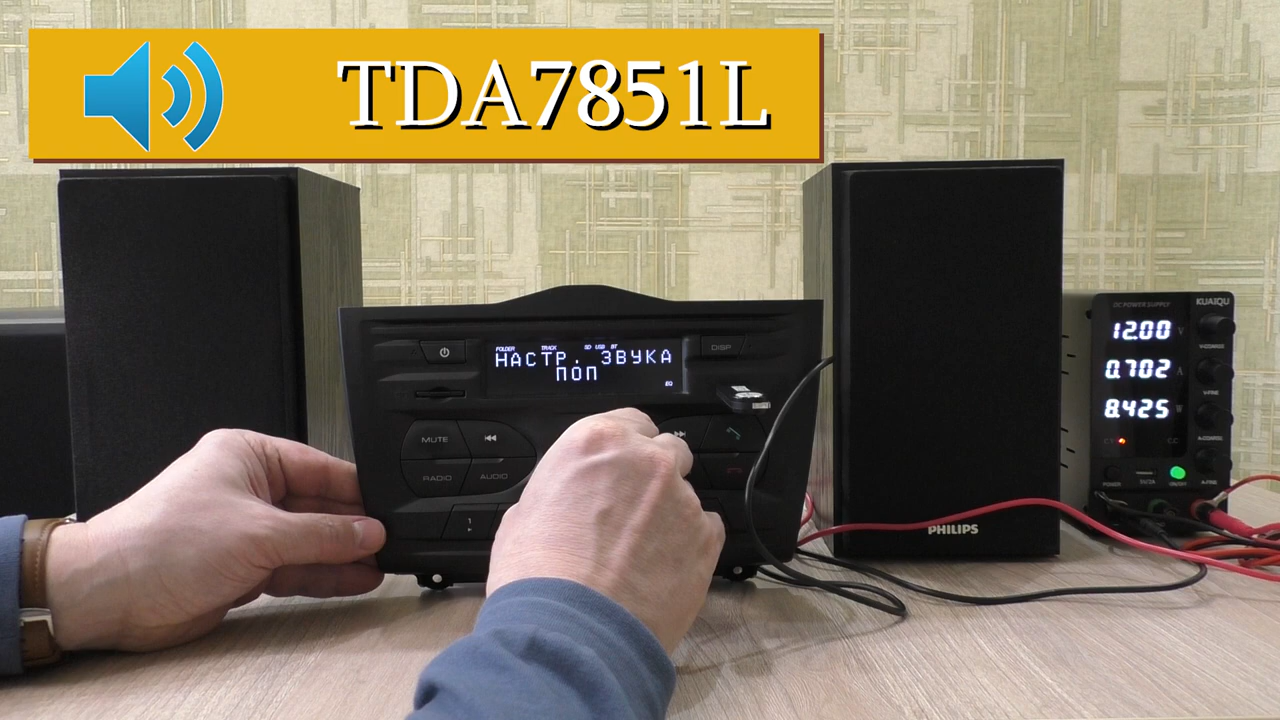 TDA7851L
DC POWER SUPPLY KUAIQU
12.00 V
0.702 A
8.425 W
FOLDER TRACK SD USB BT
НАСТР. ЗВУКА
ПОП
EQ
DISP
MUTE
RADIO AUDIO
1
PHILIPS
C.V C.C
POWER
ON/OFF